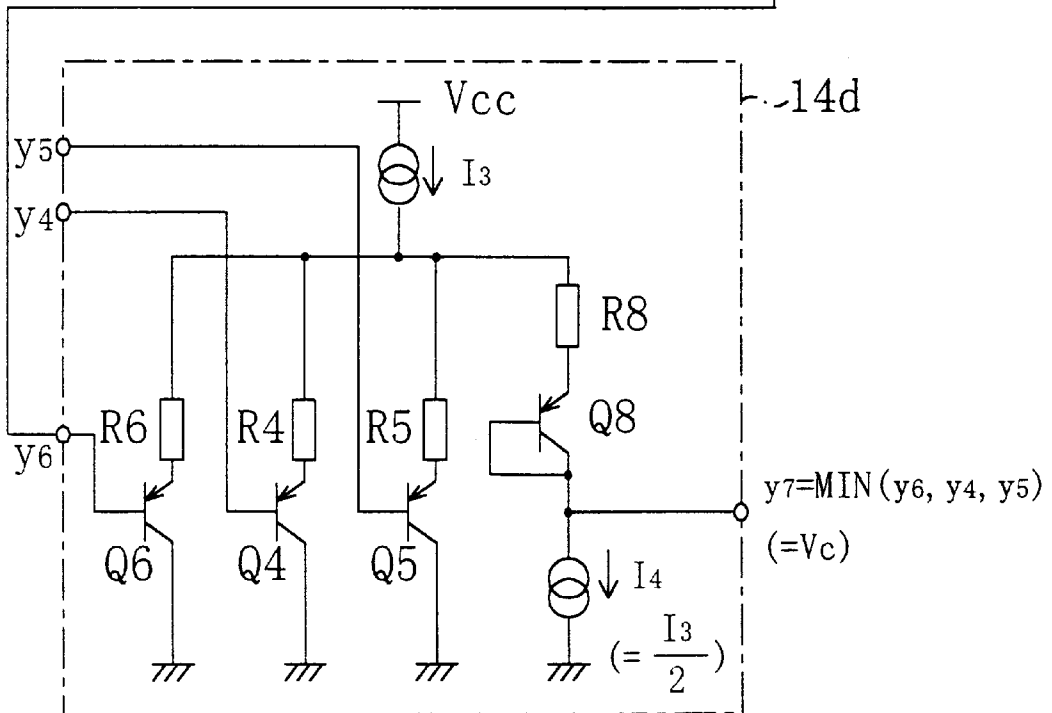 Vcc
14d
y5
I3
y4
R8
R6
R4
R5
Q8
y6
y7=MIN(y6, y4, y5)
(=Vc)
Q6
Q4
Q5
I4
(= I3/2)